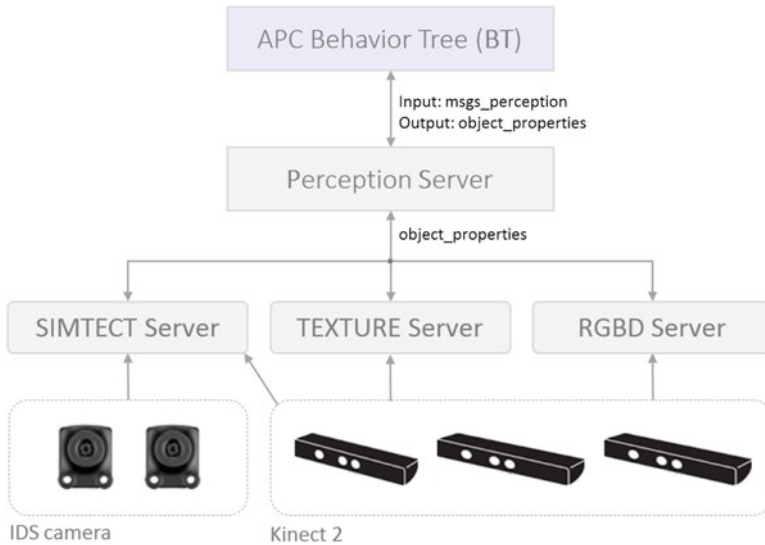 APC Behavior Tree (BT)
Input: msgs_perception
Output: object_properties
Perception Server
object_properties
SIMTECT Server
TEXTURE Server
RGBD Server
IDS camera
Kinect 2